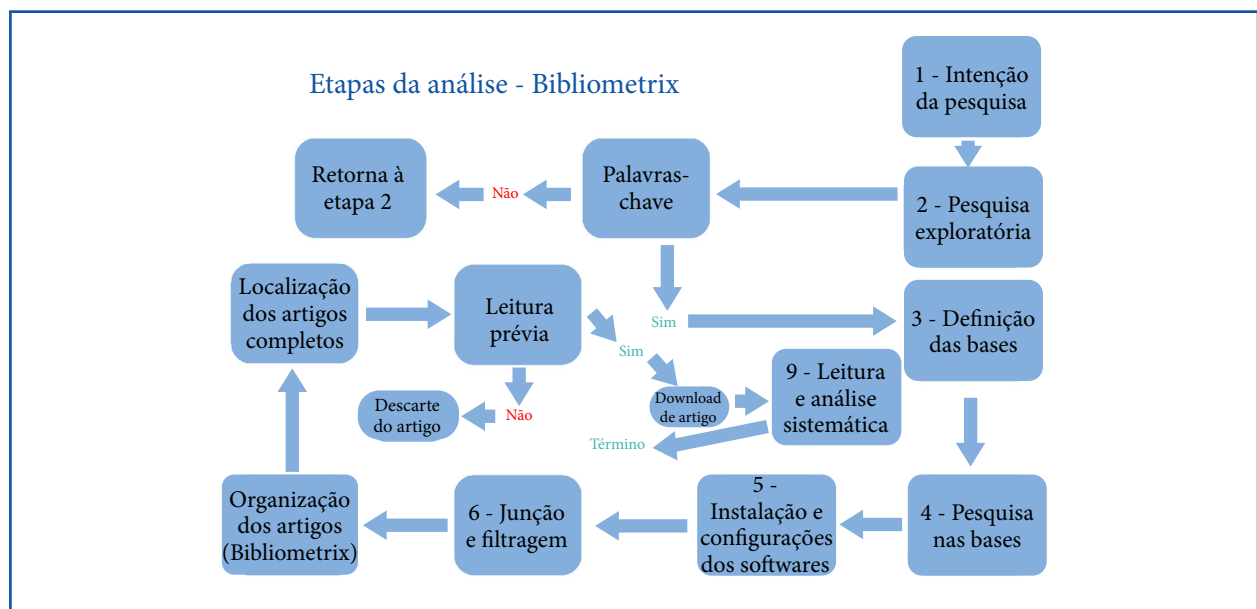 Etapas da análise - Bibliometrix
1 - Intenção
da pesquisa
2 - Pesquisa
exploratória
Palavras-
chave
Não
Retorna à
etapa 2
Sim
3 - Definição
das bases
4 - Pesquisa
nas bases
5 -
Instalação e
configurações
dos softwares
6 - Junção
e filtragem
Organização
dos artigos
(Bibliometrix)
Localização
dos artigos
completos
Leitura
prévia
Não
Descarte
do artigo
Sim
Download
de artigo
9 - Leitura
e análise
sistemática
Término